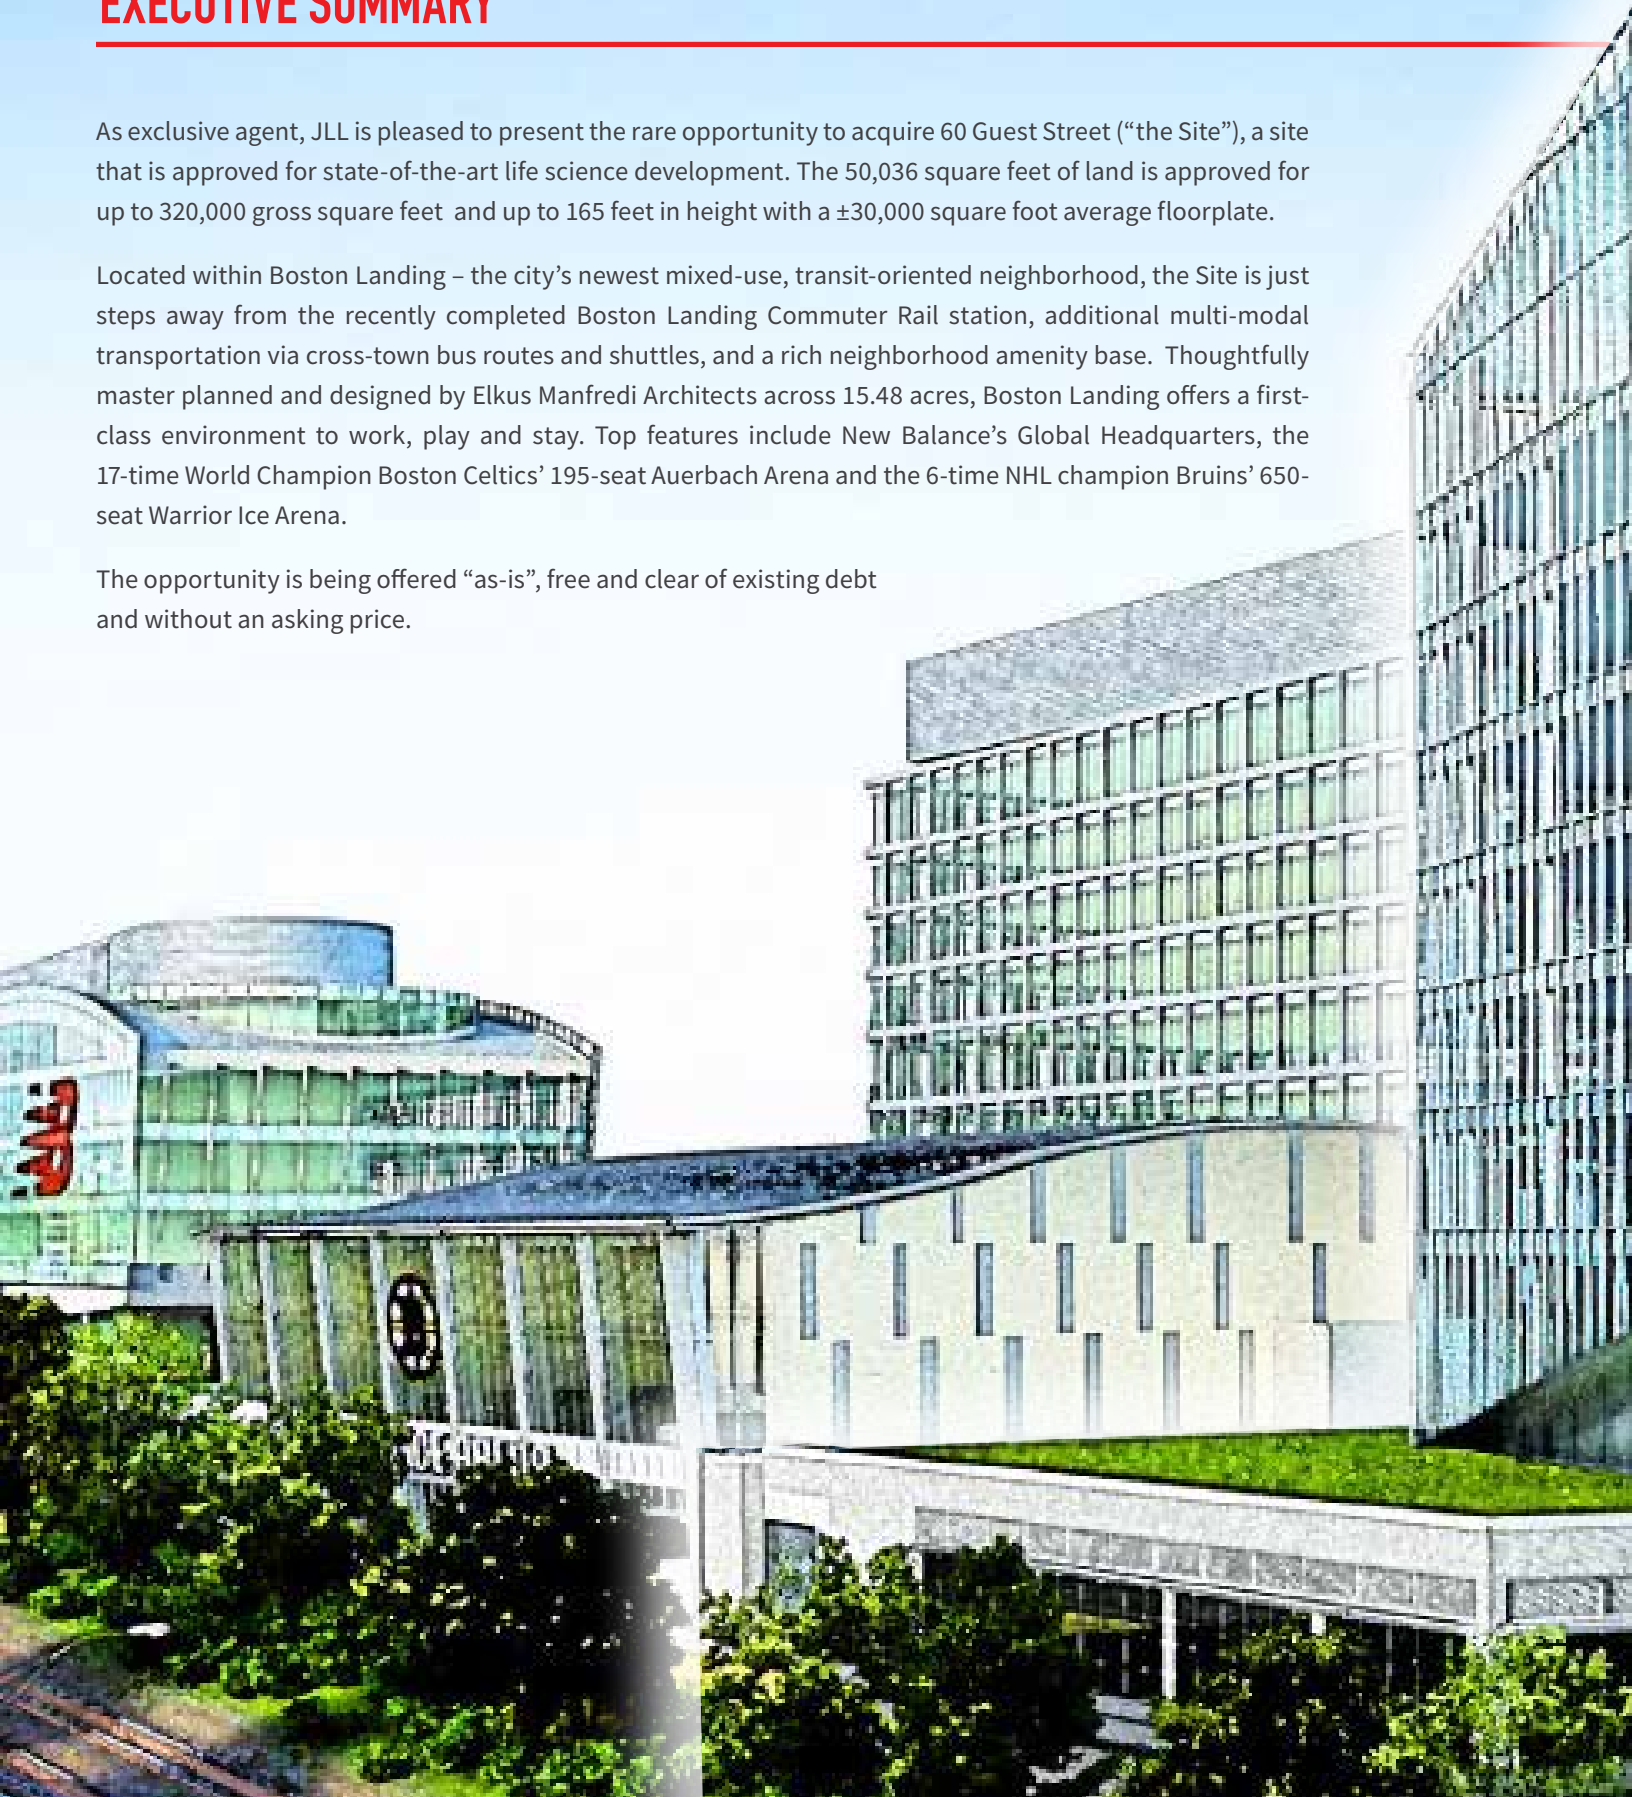 EXECUTIVE SUMMARY
As exclusive agent, JLL is pleased to present the rare opportunity to acquire 60 Guest Street (“the Site”), a site
that is approved for state-of-the-art life science development. The 50,036 square feet of land is approved for
up to 320,000 gross square feet  and up to 165 feet in height with a ±30,000 square foot average floorplate.
Located within Boston Landing – the city’s newest mixed-use, transit-oriented neighborhood, the Site is just
steps away from the recently completed Boston Landing Commuter Rail station, additional multi-modal
transportation via cross-town bus routes and shuttles, and a rich neighborhood amenity base.  Thoughtfully
master planned and designed by Elkus Manfredi Architects across 15.48 acres, Boston Landing offers a first-
class environment to work, play and stay. Top features include New Balance’s Global Headquarters, the
17-time World Champion Boston Celtics’ 195-seat Auerbach Arena and the 6-time NHL champion Bruins’ 650-
seat Warrior Ice Arena.
The opportunity is being offered “as-is”, free and clear of existing debt
and without an asking price.